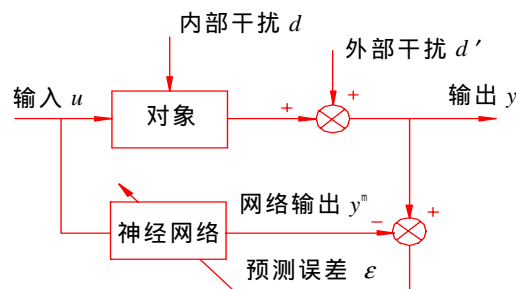 内部干扰 d
外部干扰 d′
输入 u
对象
+
+
输出 y
网络输出 yᵐ
−
+
神经网络
预测误差 ε